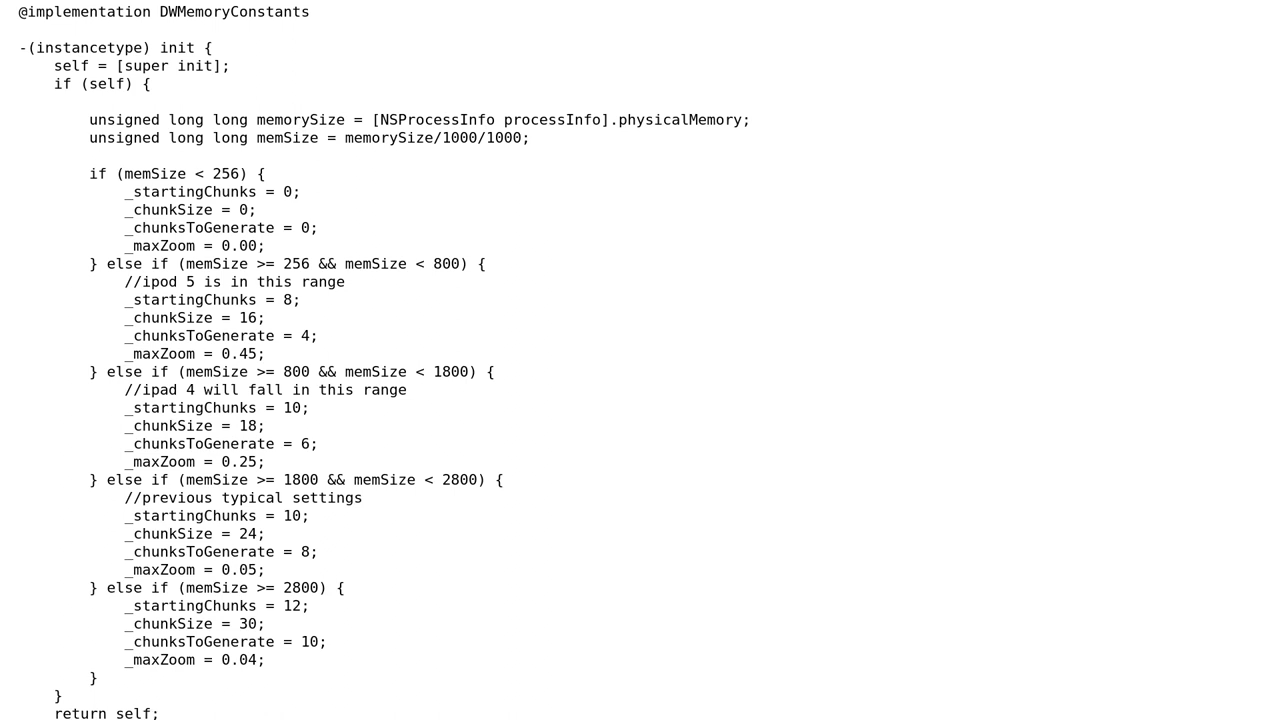 @implementation DWMemoryConstants

-(instancetype) init {
    self = [super init];
    if (self) {

        unsigned long long memorySize = [NSProcessInfo processInfo].physicalMemory;
        unsigned long long memSize = memorySize/1000/1000;

        if (memSize < 256) {
            _startingChunks = 0;
            _chunkSize = 0;
            _chunksToGenerate = 0;
            _maxZoom = 0.00;
        } else if (memSize >= 256 && memSize < 800) {
            //ipod 5 is in this range
            _startingChunks = 8;
            _chunkSize = 16;
            _chunksToGenerate = 4;
            _maxZoom = 0.45;
        } else if (memSize >= 800 && memSize < 1800) {
            //ipad 4 will fall in this range
            _startingChunks = 10;
            _chunkSize = 18;
            _chunksToGenerate = 6;
            _maxZoom = 0.25;
        } else if (memSize >= 1800 && memSize < 2800) {
            //previous typical settings
            _startingChunks = 10;
            _chunkSize = 24;
            _chunksToGenerate = 8;
            _maxZoom = 0.05;
        } else if (memSize >= 2800) {
            _startingChunks = 12;
            _chunkSize = 30;
            _chunksToGenerate = 10;
            _maxZoom = 0.04;
        }
    }
    return self;